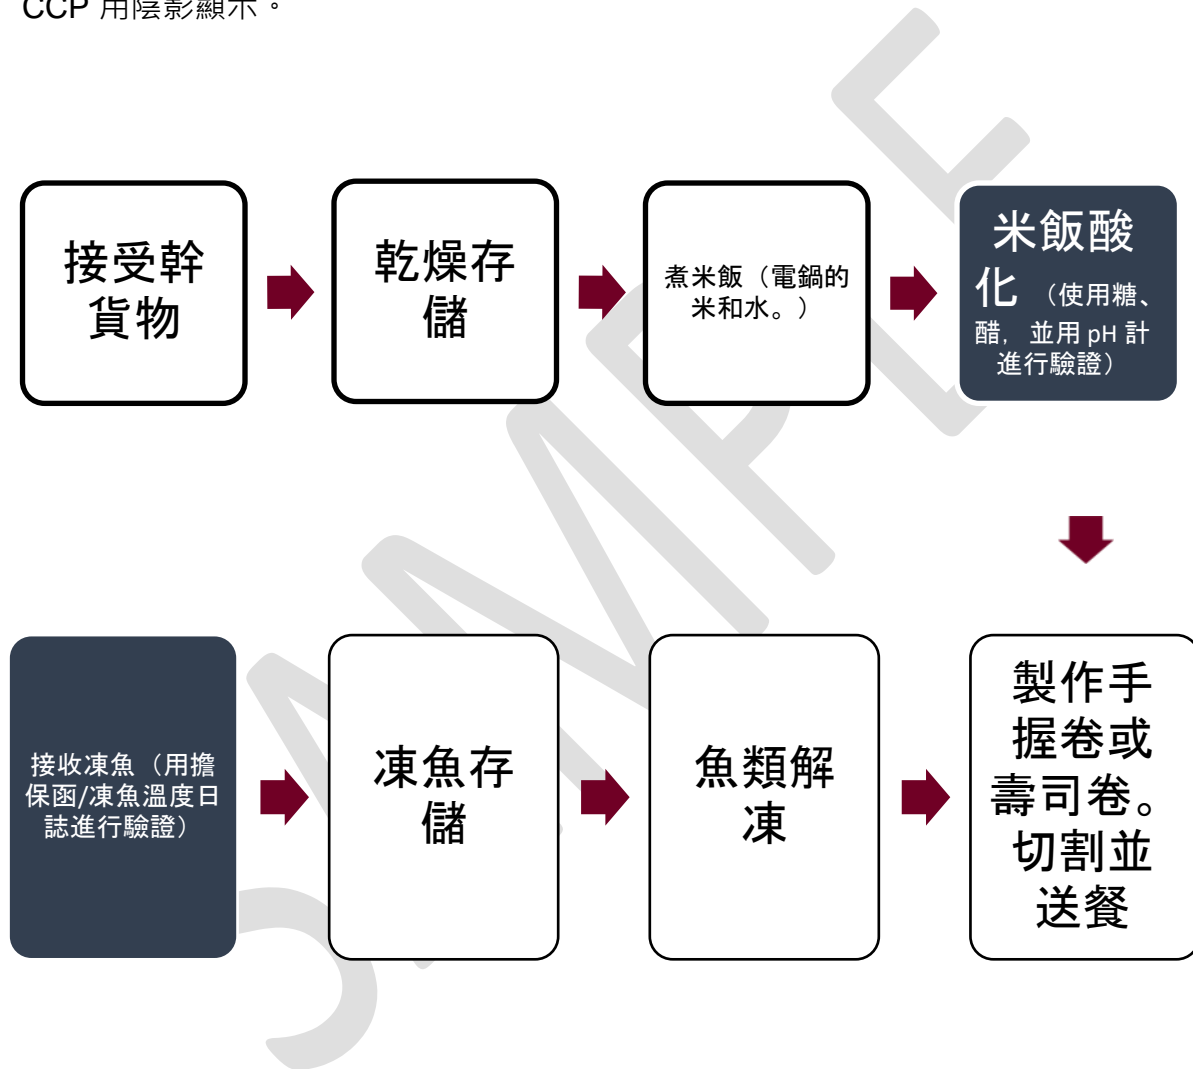 CCP 用陰影顯示。
接受幹
貨物
乾燥存
儲
煮米飯（電鍋的
米和水。）
米飯酸
化 （使用糖、
醋， 並用 pH 計
進行驗證）
接收凍魚（用擔
保函/凍魚溫度日
誌進行驗證）
凍魚存
儲
魚類解
凍
製作手
握卷或
壽司卷。
切割並
送餐
SAMPLE